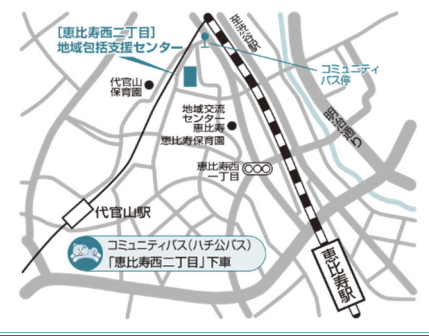 [恵比寿西二丁目]
地域包括支援センター
至渋谷駅
コミュニティ
バス停
代官山
保育園
地域交流
センター
恵比寿
恵比寿保育園
明治通り
恵比寿西
一丁目
代官山駅
コミュニティバス(ハチ公バス)
「恵比寿西二丁目」下車
恵比寿駅